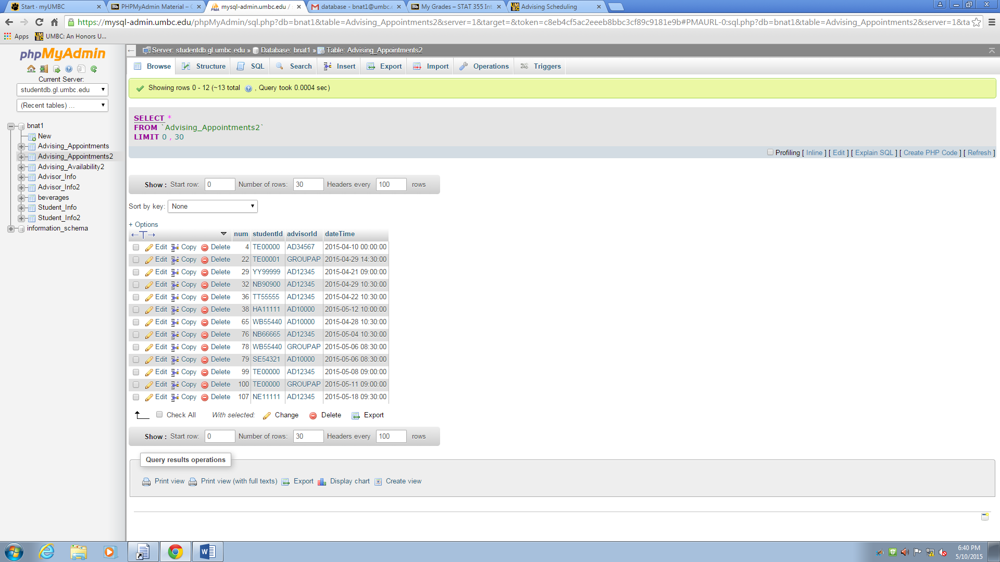 Start · myUMBC
PHPMyAdmin Material – C
mysql-admin.umbc.edu /
database - bnat1@umbc.e
My Grades – STAT 355 Int
Advising Scheduling
https://mysql-admin.umbc.edu/phpMyAdmin/sql.php?db=bnat1&table=Advising_Appointments2&server=1&target=&token=c8eb4cf5ac2eeeb8bbc3cf89c9181e9b#PMAURL-0:sql.php?db=bnat1&table=Advising_Appointments2&server=1&ta
Apps UMBC: An Honors U...
phpMyAdmin
Current Server:
studentdb.gl.umbc.edu
(Recent tables) ...
bnat1
New
Advising_Appointments
Advising_Appointments2
Advising_Availability2
Advisor_Info
Advisor_Info2
beverages
Student_Info
Student_Info2
information_schema
Server: studentdb.gl.umbc.edu » Database: bnat1 » Table: Advising_Appointments2
Browse Structure SQL Search Insert Export Import Operations Triggers
Showing rows 0 - 12 (~13 total , Query took 0.0004 sec)
SELECT *
FROM `Advising_Appointments2`
LIMIT 0 , 30
Profiling [ Inline ] [ Edit ] [ Explain SQL ] [ Create PHP Code ] [ Refresh ]
Show : Start row: 0 Number of rows: 30 Headers every 100 rows
Sort by key: None
+ Options
←T→ num studentId advisorId dateTime
Edit Copy Delete 4 TE00000 AD34567 2015-04-10 00:00:00
Edit Copy Delete 22 TE00001 GROUPAP 2015-04-29 14:30:00
Edit Copy Delete 29 YY99999 AD12345 2015-04-21 09:00:00
Edit Copy Delete 32 NB90900 AD12345 2015-04-29 10:30:00
Edit Copy Delete 36 TT55555 AD12345 2015-04-22 10:30:00
Edit Copy Delete 38 HA11111 AD10000 2015-05-12 10:00:00
Edit Copy Delete 65 WB55440 AD10000 2015-04-28 10:30:00
Edit Copy Delete 76 NB66665 AD12345 2015-05-04 10:30:00
Edit Copy Delete 78 WB55440 GROUPAP 2015-05-06 08:30:00
Edit Copy Delete 79 SE54321 AD10000 2015-05-06 08:30:00
Edit Copy Delete 99 TE00000 AD12345 2015-05-08 09:00:00
Edit Copy Delete 100 TE00000 GROUPAP 2015-05-11 09:00:00
Edit Copy Delete 107 NE11111 AD12345 2015-05-18 09:30:00
Check All With selected: Change Delete Export
Show : Start row: 0 Number of rows: 30 Headers every 100 rows
Query results operations
Print view Print view (with full texts) Export Display chart Create view
6:40 PM
5/10/2015